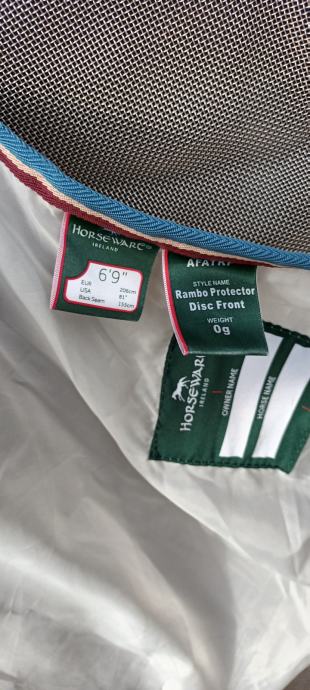 HORSEWARE®
IRELAND
6'9"
EUR 206cm
USA 81"
Back Seam 155cm
STYLE NAME
Rambo Protector
Disc Front
WEIGHT
0g
HORSEWARE
IRELAND
OWNER NAME
HORSE NAME